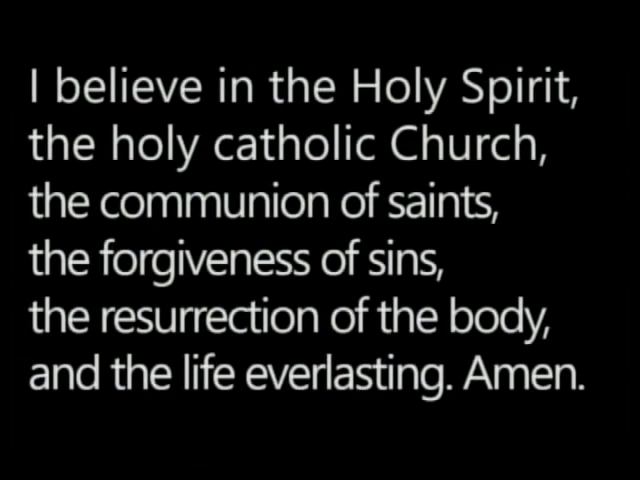 I believe in the Holy Spirit,
the holy catholic Church,
the communion of saints,
the forgiveness of sins,
the resurrection of the body,
and the life everlasting. Amen.